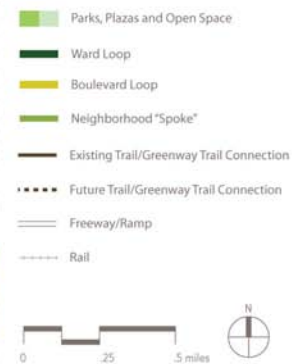 Parks, Plazas and Open Space
Ward Loop
Boulevard Loop
Neighborhood "Spoke"
Existing Trail/Greenway Trail Connection
Future Trail/Greenway Trail Connection
Freeway/Ramp
Rail
N
0 .25 .5 miles